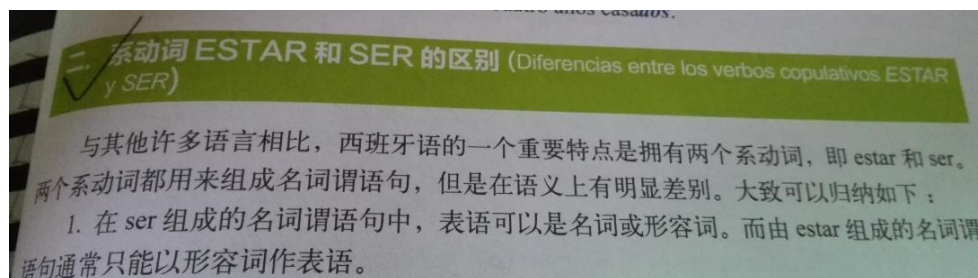 años casados.
二. 系动词 ESTAR 和 SER 的区别 (Diferencias entre los verbos copulativos ESTAR
y SER)
与其他许多语言相比，西班牙语的一个重要特点是拥有两个系动词，即 estar 和 ser。
两个系动词都用来组成名词谓语句，但是在语义上有明显差别。大致可以归纳如下：
1. 在 ser 组成的名词谓语句中，表语可以是名词或形容词。而由 estar 组成的名词谓
语句通常只能以形容词作表语。